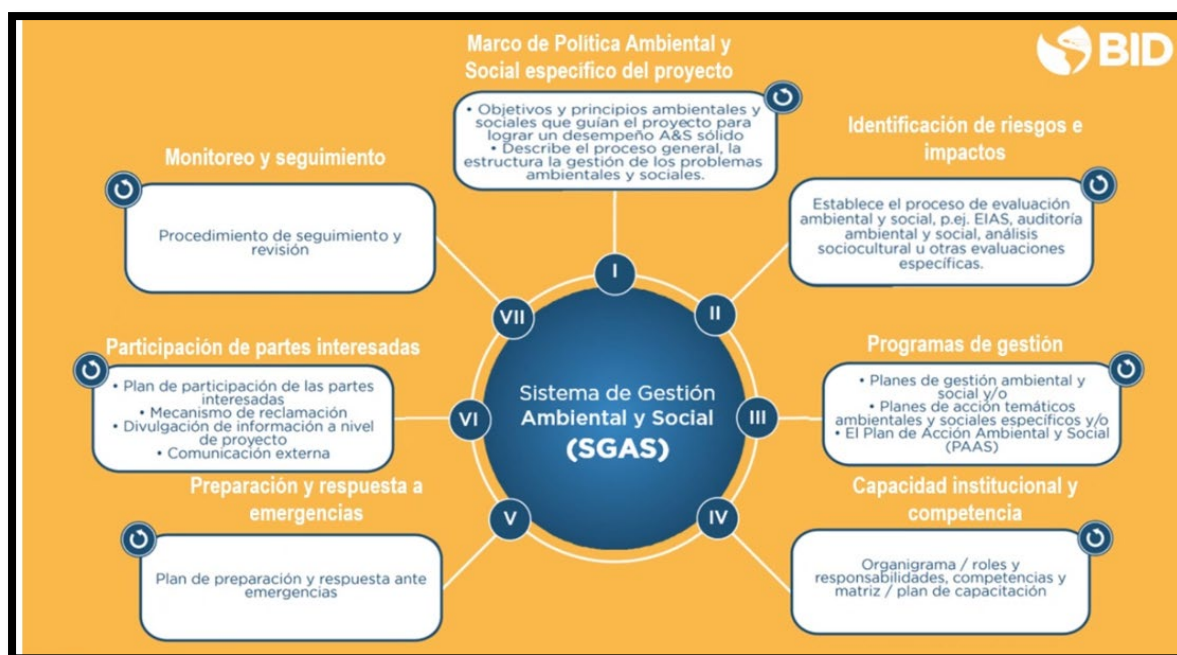 BID
Marco de Política Ambiental y
Social específico del proyecto
• Objetivos y principios ambientales y
sociales que guían el proyecto para
lograr un desempeño A&S sólido
• Describe el proceso general, la
estructura la gestión de los problemas
ambientales y sociales.
Identificación de riesgos e
impactos
Establece el proceso de evaluación
ambiental y social, p.ej. EIAS, auditoría
ambiental y social, análisis
sociocultural u otras evaluaciones
específicas.
Programas de gestión
• Planes de gestión ambiental y
social y/o
• Planes de acción temáticos
ambientales y sociales específicos y/o
• El Plan de Acción Ambiental y Social
(PAAS)
Capacidad institucional y
competencia
Organigrama / roles y
responsabilidades, competencias y
matriz / plan de capacitación
Preparación y respuesta a
emergencias
Plan de preparación y respuesta ante
emergencias
Participación de partes interesadas
• Plan de participación de las partes
interesadas
• Mecanismo de reclamación
• Divulgación de información a nivel
de proyecto
• Comunicación externa
Monitoreo y seguimiento
Procedimiento de seguimiento y
revisión
I
II
III
IV
V
VI
VII
Sistema de Gestión
Ambiental y Social
(SGAS)